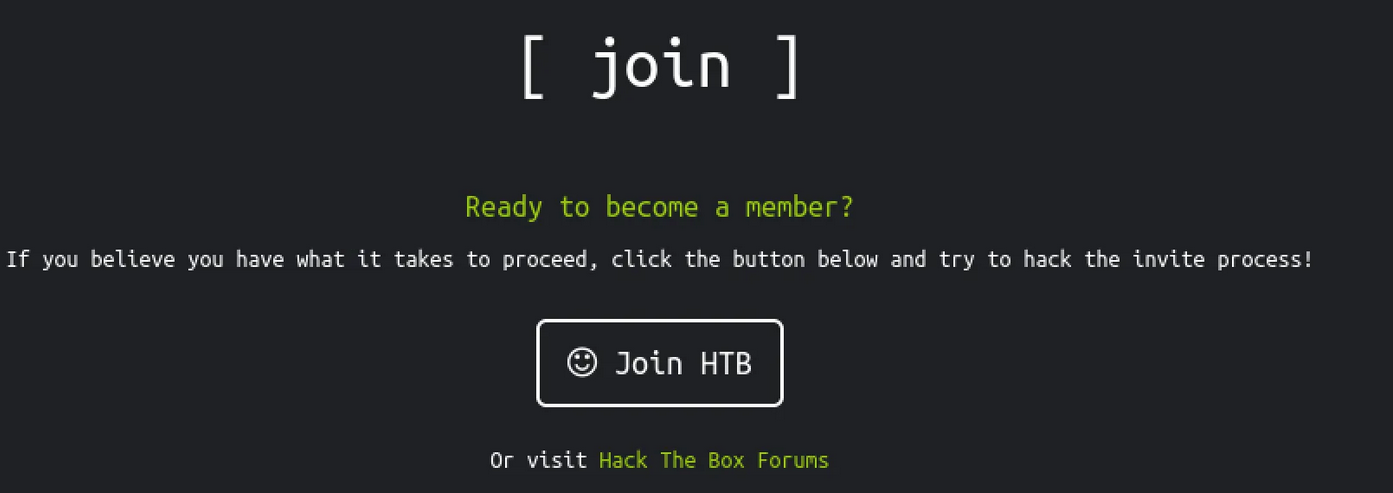 [ join ]
Ready to become a member?
If you believe you have what it takes to proceed, click the button below and try to hack the invite process!
Join HTB
Or visit Hack The Box Forums